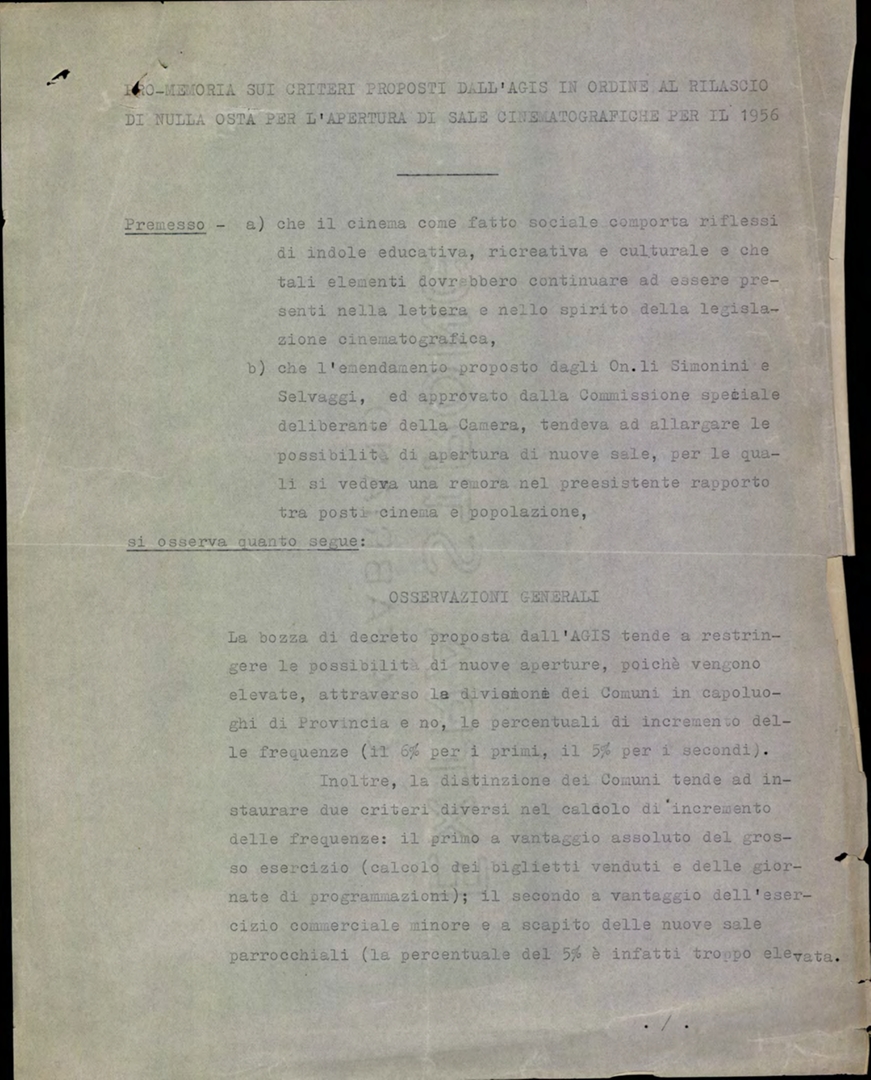 PRO-MEMORIA SUI CRITERI PROPOSTI DALL'AGIS IN ORDINE AL RILASCIO
DI NULLA OSTA PER L'APERTURA DI SALE CINEMATOGRAFICHE PER IL 1956
Premesso - a) che il cinema come fatto sociale comporta riflessi
di indole educativa, ricreativa e culturale e che
tali elementi dovrebbero continuare ad essere pre-
senti nella lettera e nello spirito della legisla-
zione cinematografica,
b) che l'emendamento proposto dagli On.li Simonini e
Selvaggi, ed approvato dalla Commissione speciale
deliberante della Camera, tendeva ad allargare le
possibilità di apertura di nuove sale, per le qua-
li si vedeva una remora nel preesistente rapporto
tra posti cinema e popolazione,
si osserva quanto segue:
OSSERVAZIONI GENERALI
La bozza di decreto proposta dall'AGIS tende a restrin-
gere le possibilità di nuove aperture, poichè vengono
elevate, attraverso la divisione dei Comuni in capoluo-
ghi di Provincia e no, le percentuali di incremento del-
le frequenze (il 6% per i primi, il 5% per i secondi).
Inoltre, la distinzione dei Comuni tende ad in-
staurare due criteri diversi nel calcolo di incremento
delle frequenze: il primo a vantaggio assoluto del gros-
so esercizio (calcolo dei biglietti venduti e delle gior-
nate di programmazioni); il secondo a vantaggio dell'eser-
cizio commerciale minore e a scapito delle nuove sale
parrocchiali (la percentuale del 5% è infatti troppo elevata.
. / .